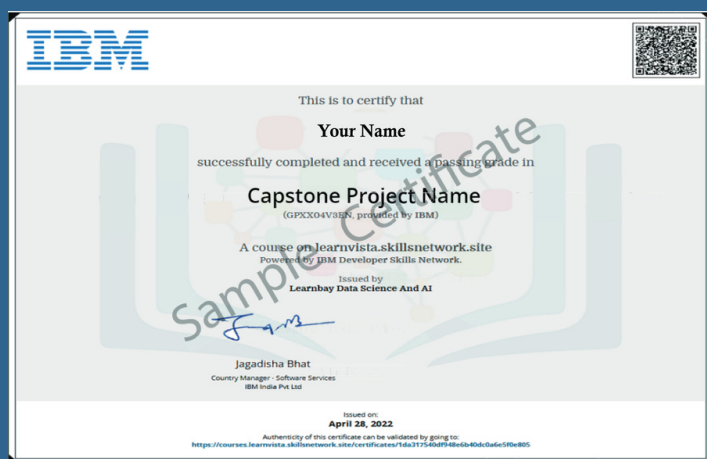 IBM
This is to certify that
Your Name
successfully completed and received a passing grade in
Capstone Project Name
(GPXX04V3EN, provided by IBM)
A course on learnvista.skillsnetwork.site
Powered by IBM Developer Skills Network.
Issued by
Learnbay Data Science And AI
Sample Certificate
Jagadisha Bhat
Country Manager - Software Services
IBM India Pvt Ltd
Issued on:
April 28, 2022
Authenticity of this certificate can be validated by going to:
https://courses.learnvista.skillsnetwork.site/certificates/1da317540df948e6b40dc0a6e5f0e805